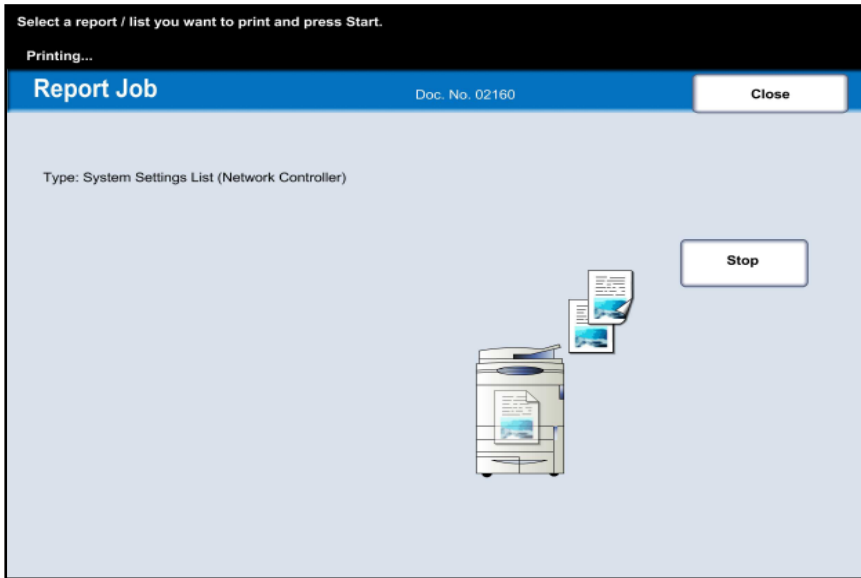 Select a report / list you want to print and press Start.
Printing...
Report Job
Doc. No. 02160
Close
Type: System Settings List (Network Controller)
Stop